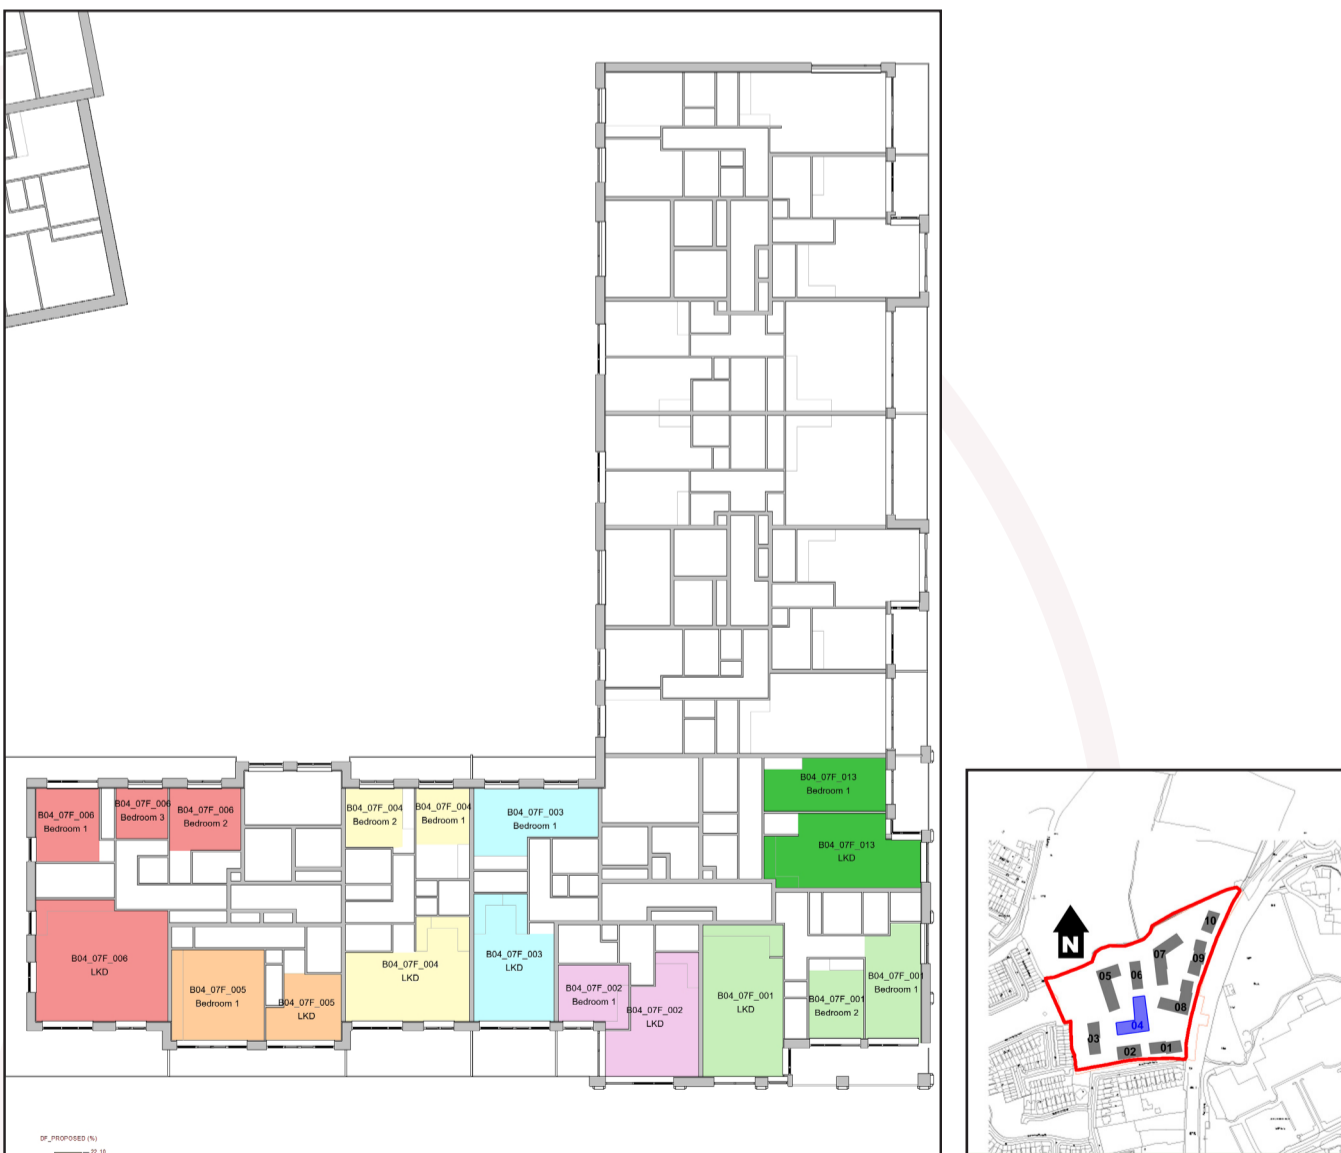 B04_07F_013
Bedroom 1
B04_07F_013
LKD
B04_07F_006
Bedroom 1
B04_07F_006
Bedroom 3
B04_07F_006
Bedroom 2
B04_07F_004
Bedroom 2
B04_07F_004
Bedroom 1
B04_07F_003
Bedroom 1
B04_07F_006
LKD
B04_07F_005
Bedroom 1
B04_07F_005
LKD
B04_07F_004
LKD
B04_07F_003
LKD
B04_07F_002
Bedroom 1
B04_07F_002
LKD
B04_07F_001
LKD
B04_07F_001
Bedroom 2
B04_07F_001
Bedroom 1
DF_PROPOSED (%)
N
10
07
09
05
06
08
04
03
02
01